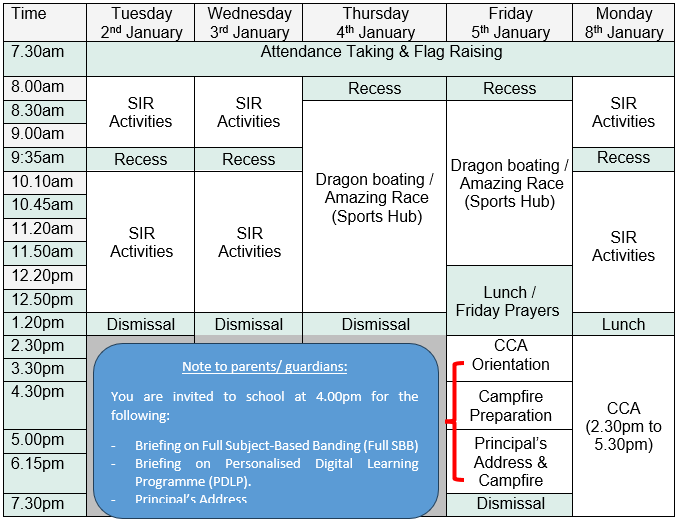 Time
Tuesday
2nd January
Wednesday
3rd January
Thursday
4th January
Friday
5th January
Monday
8th January
7.30am
Attendance Taking & Flag Raising
8.00am
SIR
Activities
SIR
Activities
Recess
Recess
SIR
Activities
8.30am
Dragon boating /
Amazing Race
(Sports Hub)
Dragon boating /
Amazing Race
(Sports Hub)
9.00am
9:35am
Recess
Recess
Recess
10.10am
SIR
Activities
SIR
Activities
SIR
Activities
10.45am
11.20am
11.50am
12.20pm
Lunch /
Friday Prayers
12.50pm
1.20pm
Dismissal
Dismissal
Dismissal
Lunch
2.30pm
CCA
Orientation
CCA
(2.30pm to
5.30pm)
3.30pm
4.30pm
Campfire
Preparation
5.00pm
Principal's
Address &
Campfire
6.15pm
7.30pm
Dismissal
Note to parents/ guardians:
You are invited to school at 4.00pm for the
following:
- Briefing on Full Subject-Based Banding (Full SBB)
- Briefing on Personalised Digital Learning
Programme (PDLP).
- Principal's Address